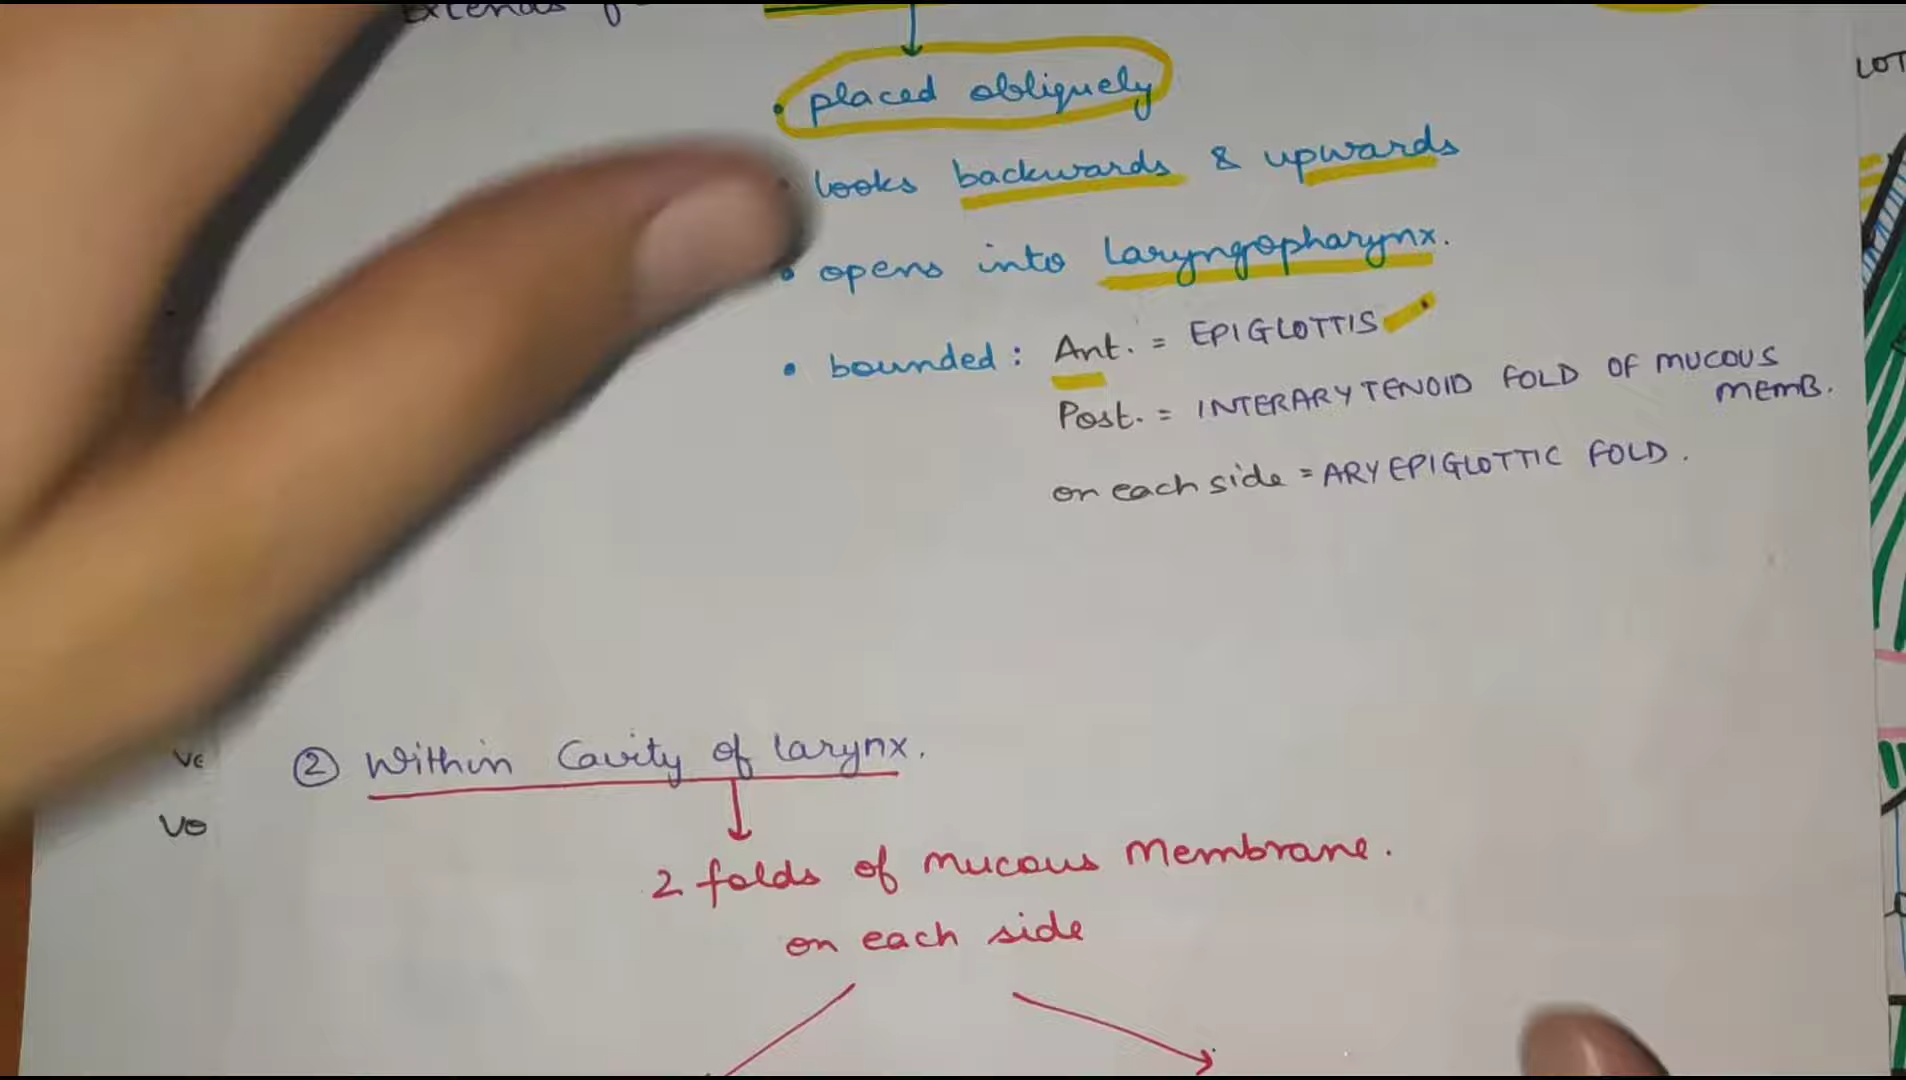 Extends
• placed obliquely
looks backwards & upwards
• opens into laryngopharynx.
• bounded : Ant. = EPIGLOTTIS
Post. = INTERARYTENOID FOLD OF MUCOUS
MEMB.
on each side = ARYEPIGLOTTIC FOLD.
② Within Cavity of larynx.
2 folds of mucous Membrane.
on each side